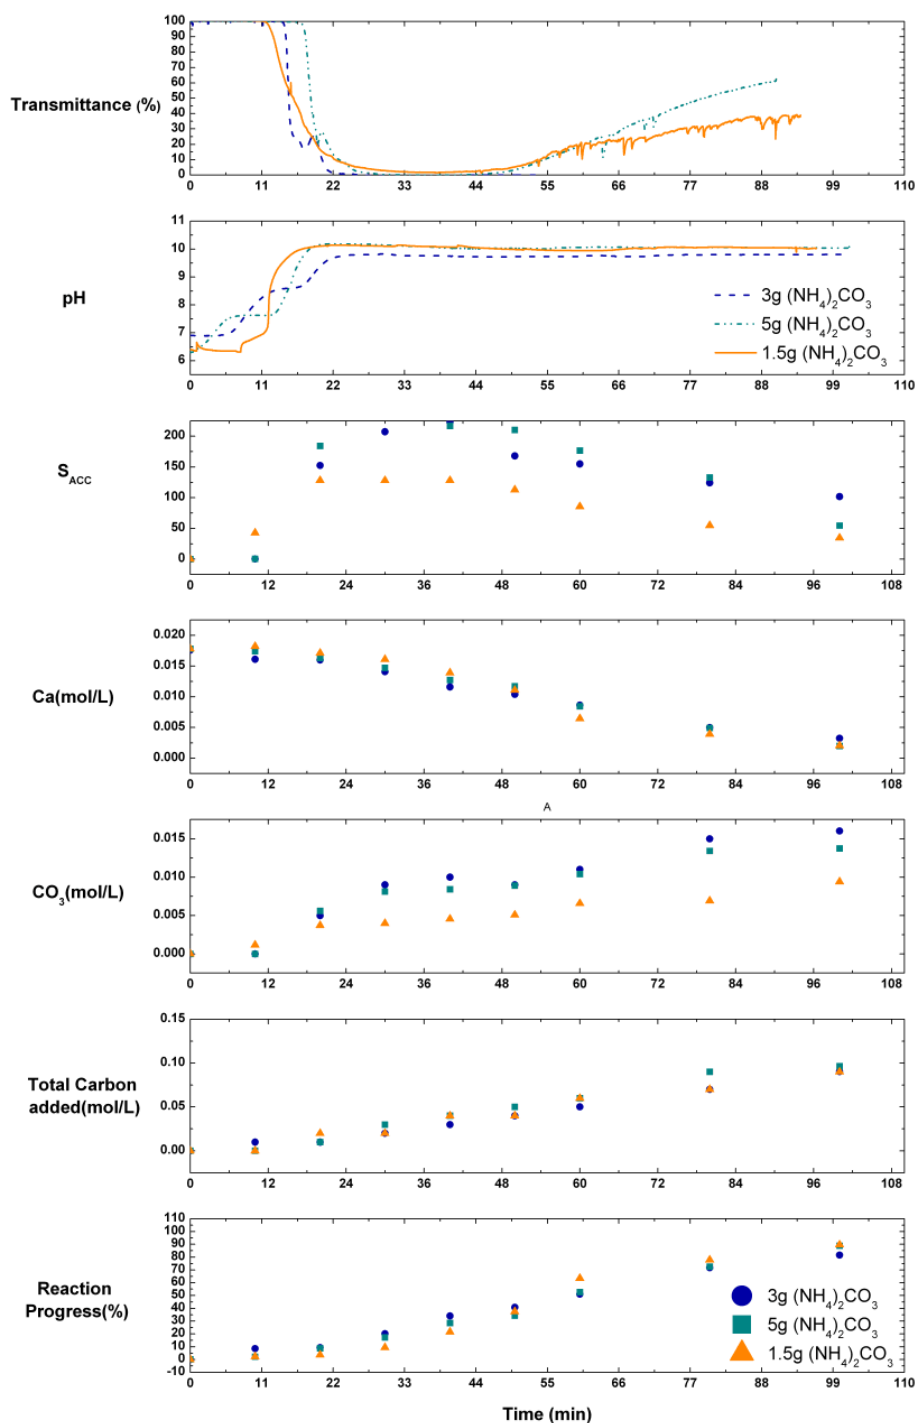 100
90
80
70
60
50
40
30
20
10
0
Transmittance (%)
0 11 22 33 44 55 66 77 88 99 110
11
10
9
8
7
6
pH
3g (NH4)2CO3
5g (NH4)2CO3
1.5g (NH4)2CO3
0 11 22 33 44 55 66 77 88 99 110
200
150
100
50
0
SACC
0 12 24 36 48 60 72 84 96 108
0.020
0.015
0.010
0.005
0.000
Ca(mol/L)
0 12 24 36 48 60 72 84 96 108
A
0.015
0.010
0.005
0.000
CO3(mol/L)
0 12 24 36 48 60 72 84 96 108
0.15
0.10
0.05
0.00
Total Carbon
added(mol/L)
0 12 24 36 48 60 72 84 96 108
110
100
90
80
70
60
50
40
30
20
10
0
-10
Reaction
Progress(%)
3g (NH4)2CO3
5g (NH4)2CO3
1.5g (NH4)2CO3
0 11 22 33 44 55 66 77 88 99 110
Time (min)